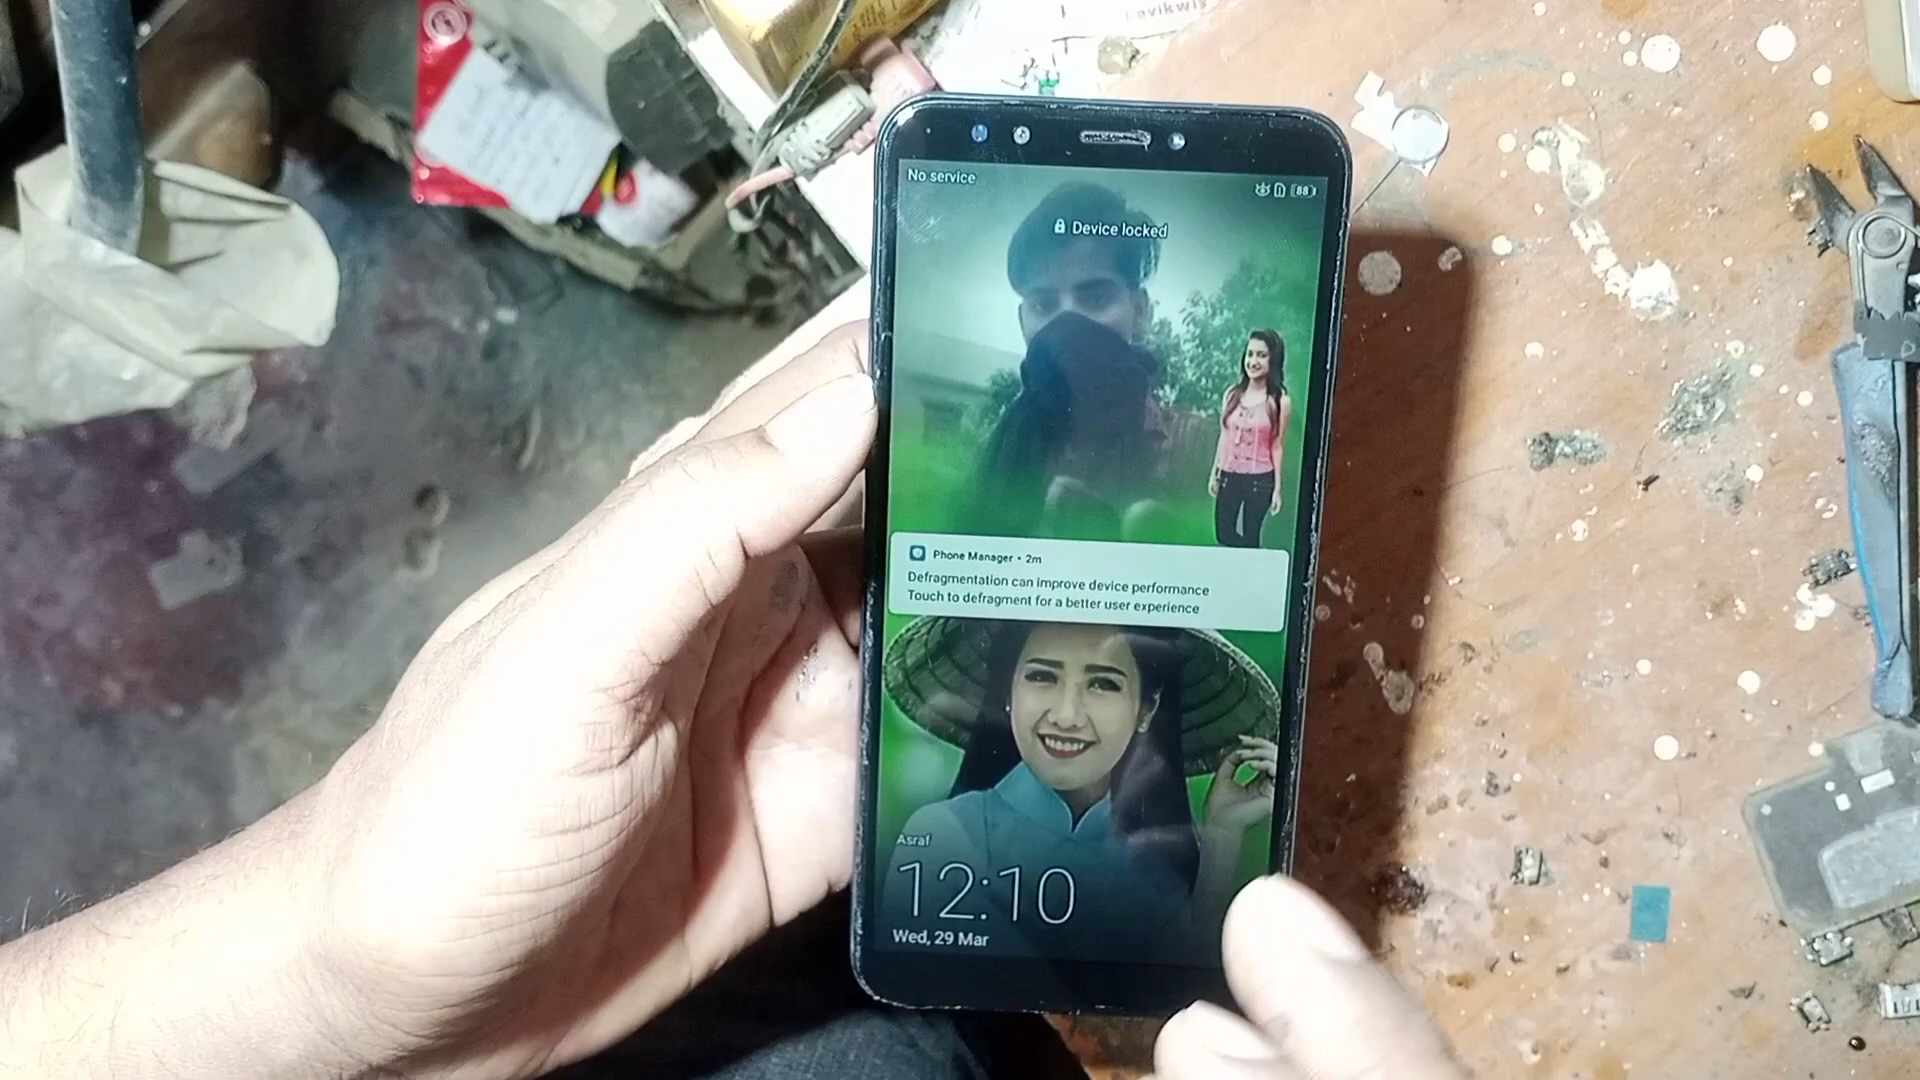 No service
88
Device locked
Phone Manager • 2m
Defragmentation can improve device performance
Touch to defragment for a better user experience
Asraf
12:10
Wed, 29 Mar